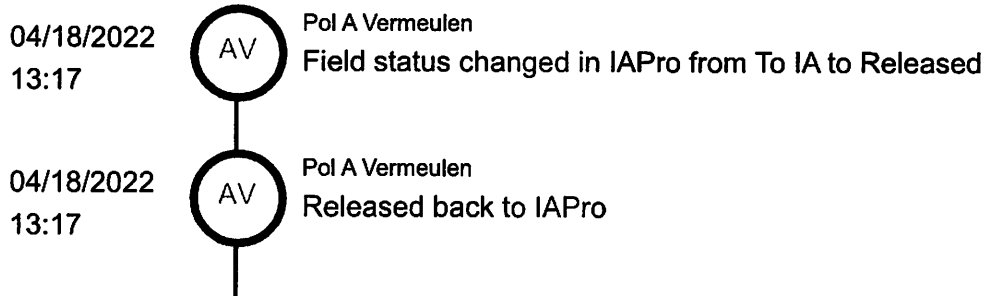 04/18/2022
13:17
AV
Pol A Vermeulen
Field status changed in IAPro from To IA to Released
04/18/2022
13:17
AV
Pol A Vermeulen
Released back to IAPro